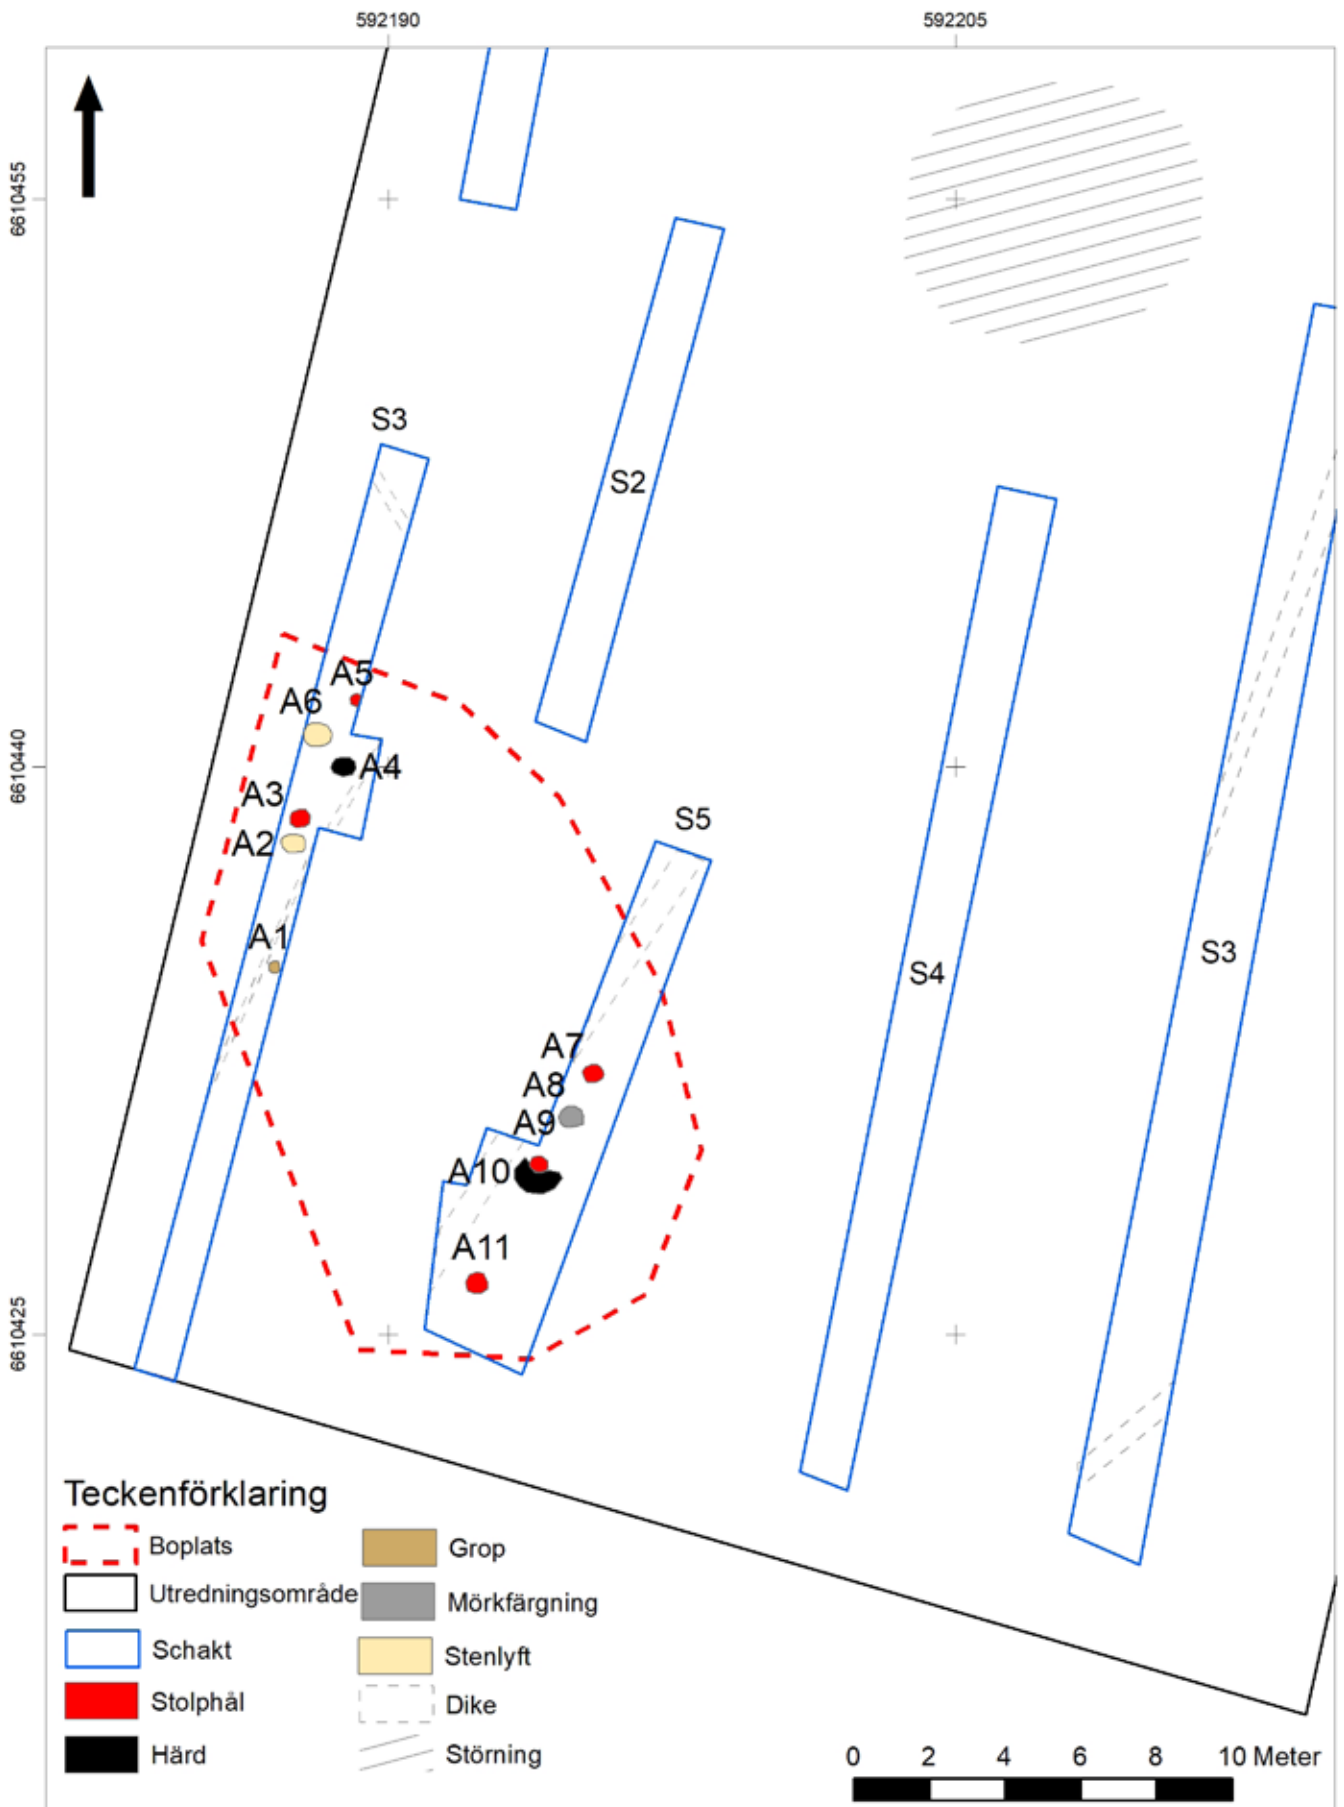 592190
592205
6610455
S3
S2
A5
A6
6610440
A4
A3
S5
A2
A1
S3
S4
A7
A8
A9
A10
A11
6610425
Teckenförklaring
Boplats
Utredningsområde
Schakt
Stolphål
Härd
Grop
Mörkfärgning
Stenlyft
Dike
Störning
0 2 4 6 8 10 Meter